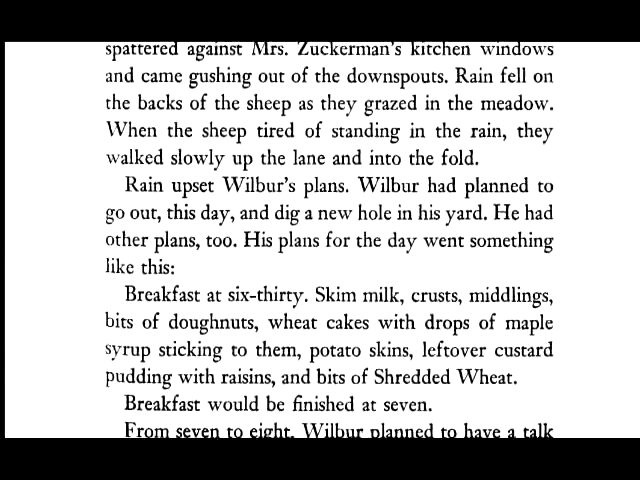 spattered against Mrs. Zuckerman's kitchen windows
and came gushing out of the downspouts. Rain fell on
the backs of the sheep as they grazed in the meadow.
When the sheep tired of standing in the rain, they
walked slowly up the lane and into the fold.
Rain upset Wilbur's plans. Wilbur had planned to
go out, this day, and dig a new hole in his yard. He had
other plans, too. His plans for the day went something
like this:
Breakfast at six-thirty. Skim milk, crusts, middlings,
bits of doughnuts, wheat cakes with drops of maple
syrup sticking to them, potato skins, leftover custard
pudding with raisins, and bits of Shredded Wheat.
Breakfast would be finished at seven.
From seven to eight, Wilbur planned to have a talk